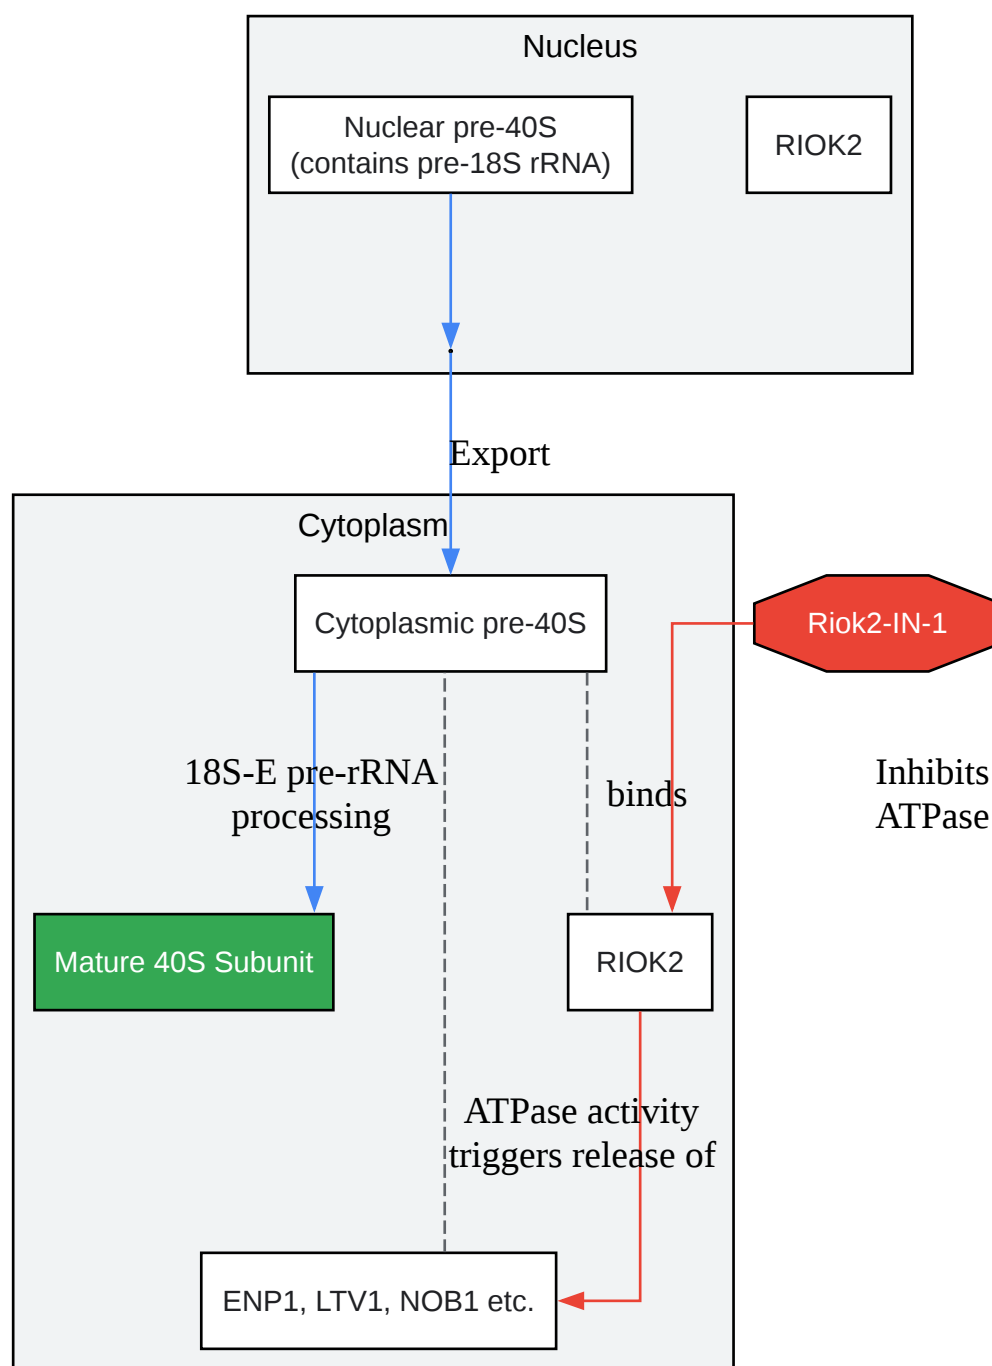 Nucleus
Nuclear pre-40S
(contains pre-18S rRNA)
RIOK2
Export
Cytoplasm
Cytoplasmic pre-40S
Riok2-IN-1
18S-E pre-rRNA
processing
binds
Inhibits
ATPase
Mature 40S Subunit
RIOK2
ATPase activity
triggers release of
ENP1, LTV1, NOB1 etc.